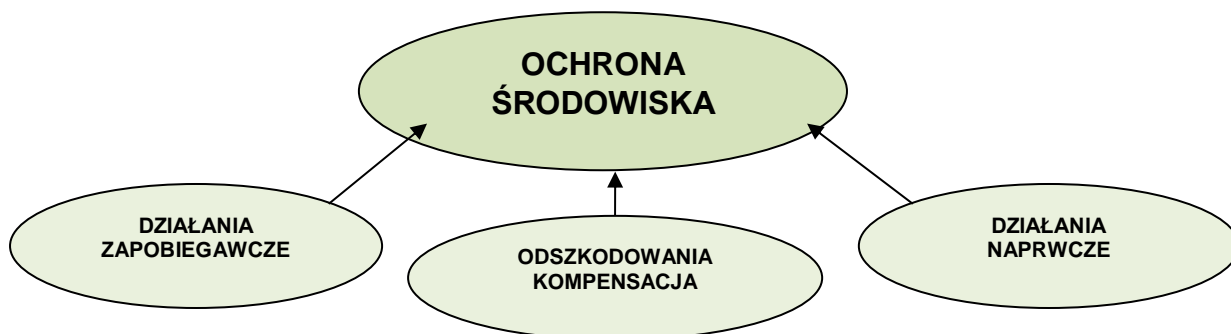 OCHRONA
ŚRODOWISKA
DZIAŁANIA
ZAPOBIEGAWCZE
ODSZKODOWANIA
KOMPENSACJA
DZIAŁANIA
NAPRWCZE